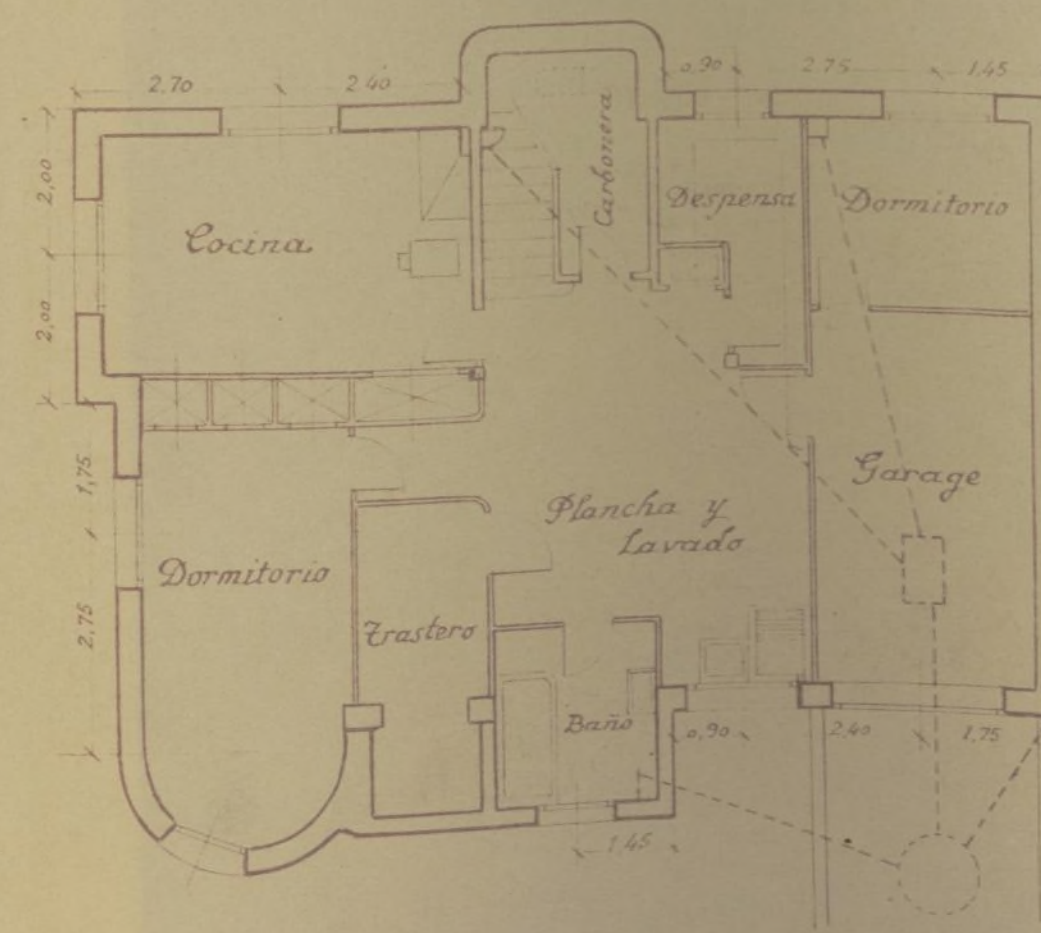 2.70
2.40
0.90
2.75
1.45
2,00
Carbonera
Despensa
Dormitorio
Cocina
2,00
1,75
Garage
Plancha y
Lavado
Dormitorio
2,75
Trastero
Baño
0,90
2,40
1,75
1,45